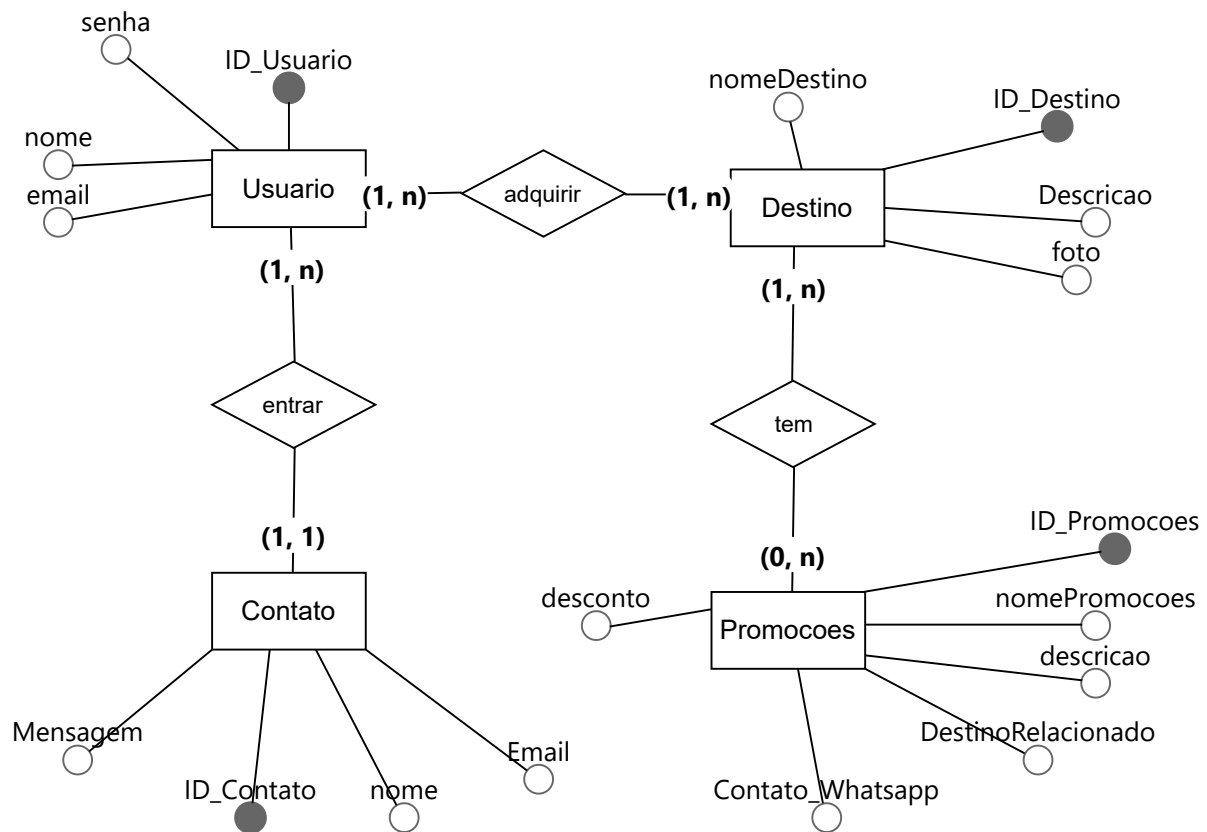 senha
ID_Usuario
nome
email
Usuario
(1, n)
adquirir
(1, n)
nomeDestino
ID_Destino
Destino
Descricao
foto
(1, n)
entrar
(1, 1)
Contato
Mensagem
ID_Contato
nome
Email
(1, n)
tem
(0, n)
desconto
Promocoes
ID_Promocoes
nomePromocoes
descricao
DestinoRelacionado
Contato_Whatsapp